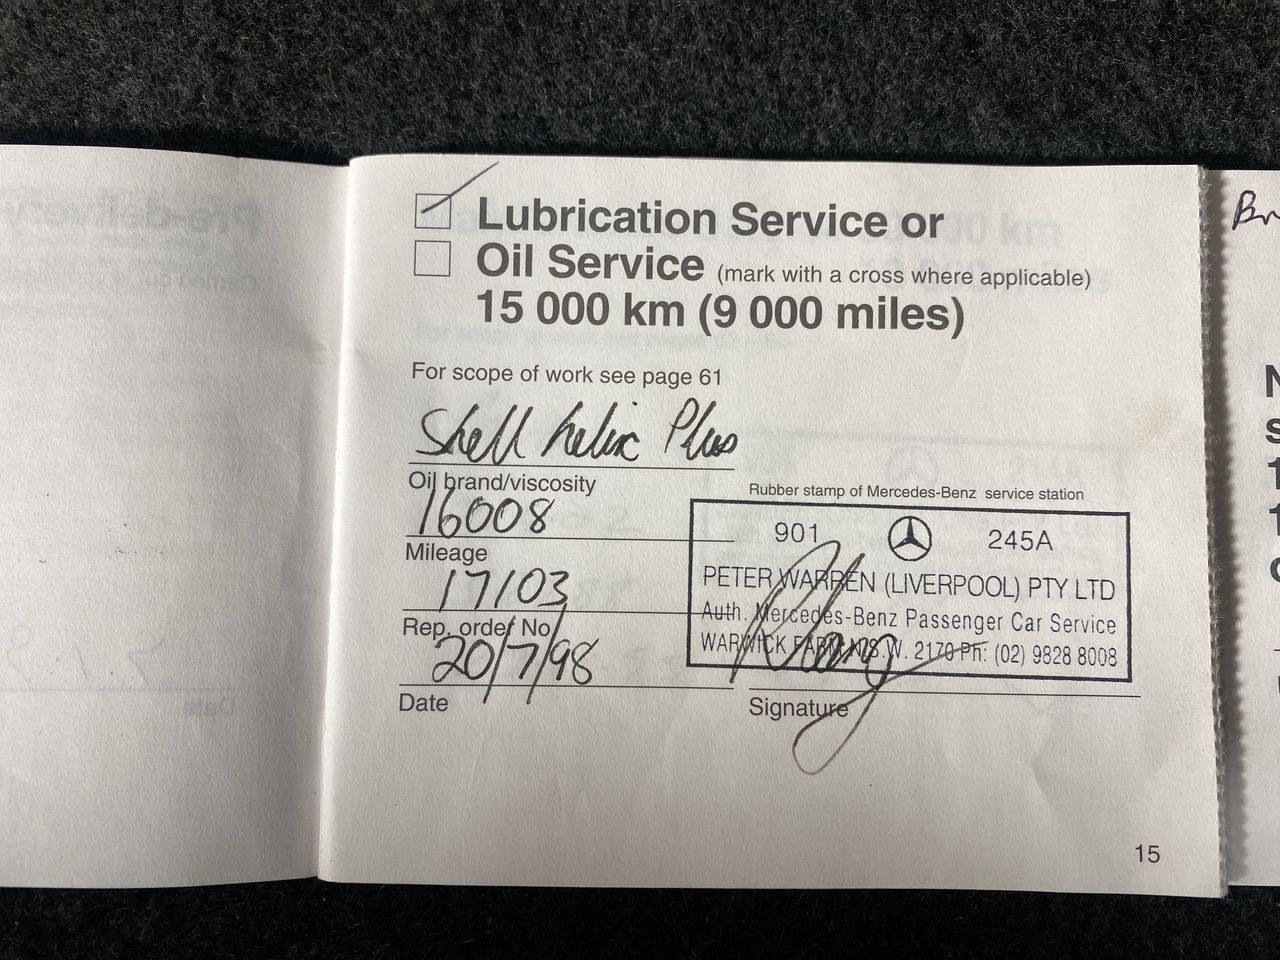 Lubrication Service or
Oil Service (mark with a cross where applicable)
15 000 km (9 000 miles)
For scope of work see page 61
Shell helix Plus
Oil brand/viscosity
16008
Mileage
17103
Rep. order No
20/7/98
Date
Rubber stamp of Mercedes-Benz service station
901 245A
PETER WARREN (LIVERPOOL) PTY LTD
Auth. Mercedes-Benz Passenger Car Service
WARWICK FARM N.S.W. 2170 Ph: (02) 9828 8008
Signature
15